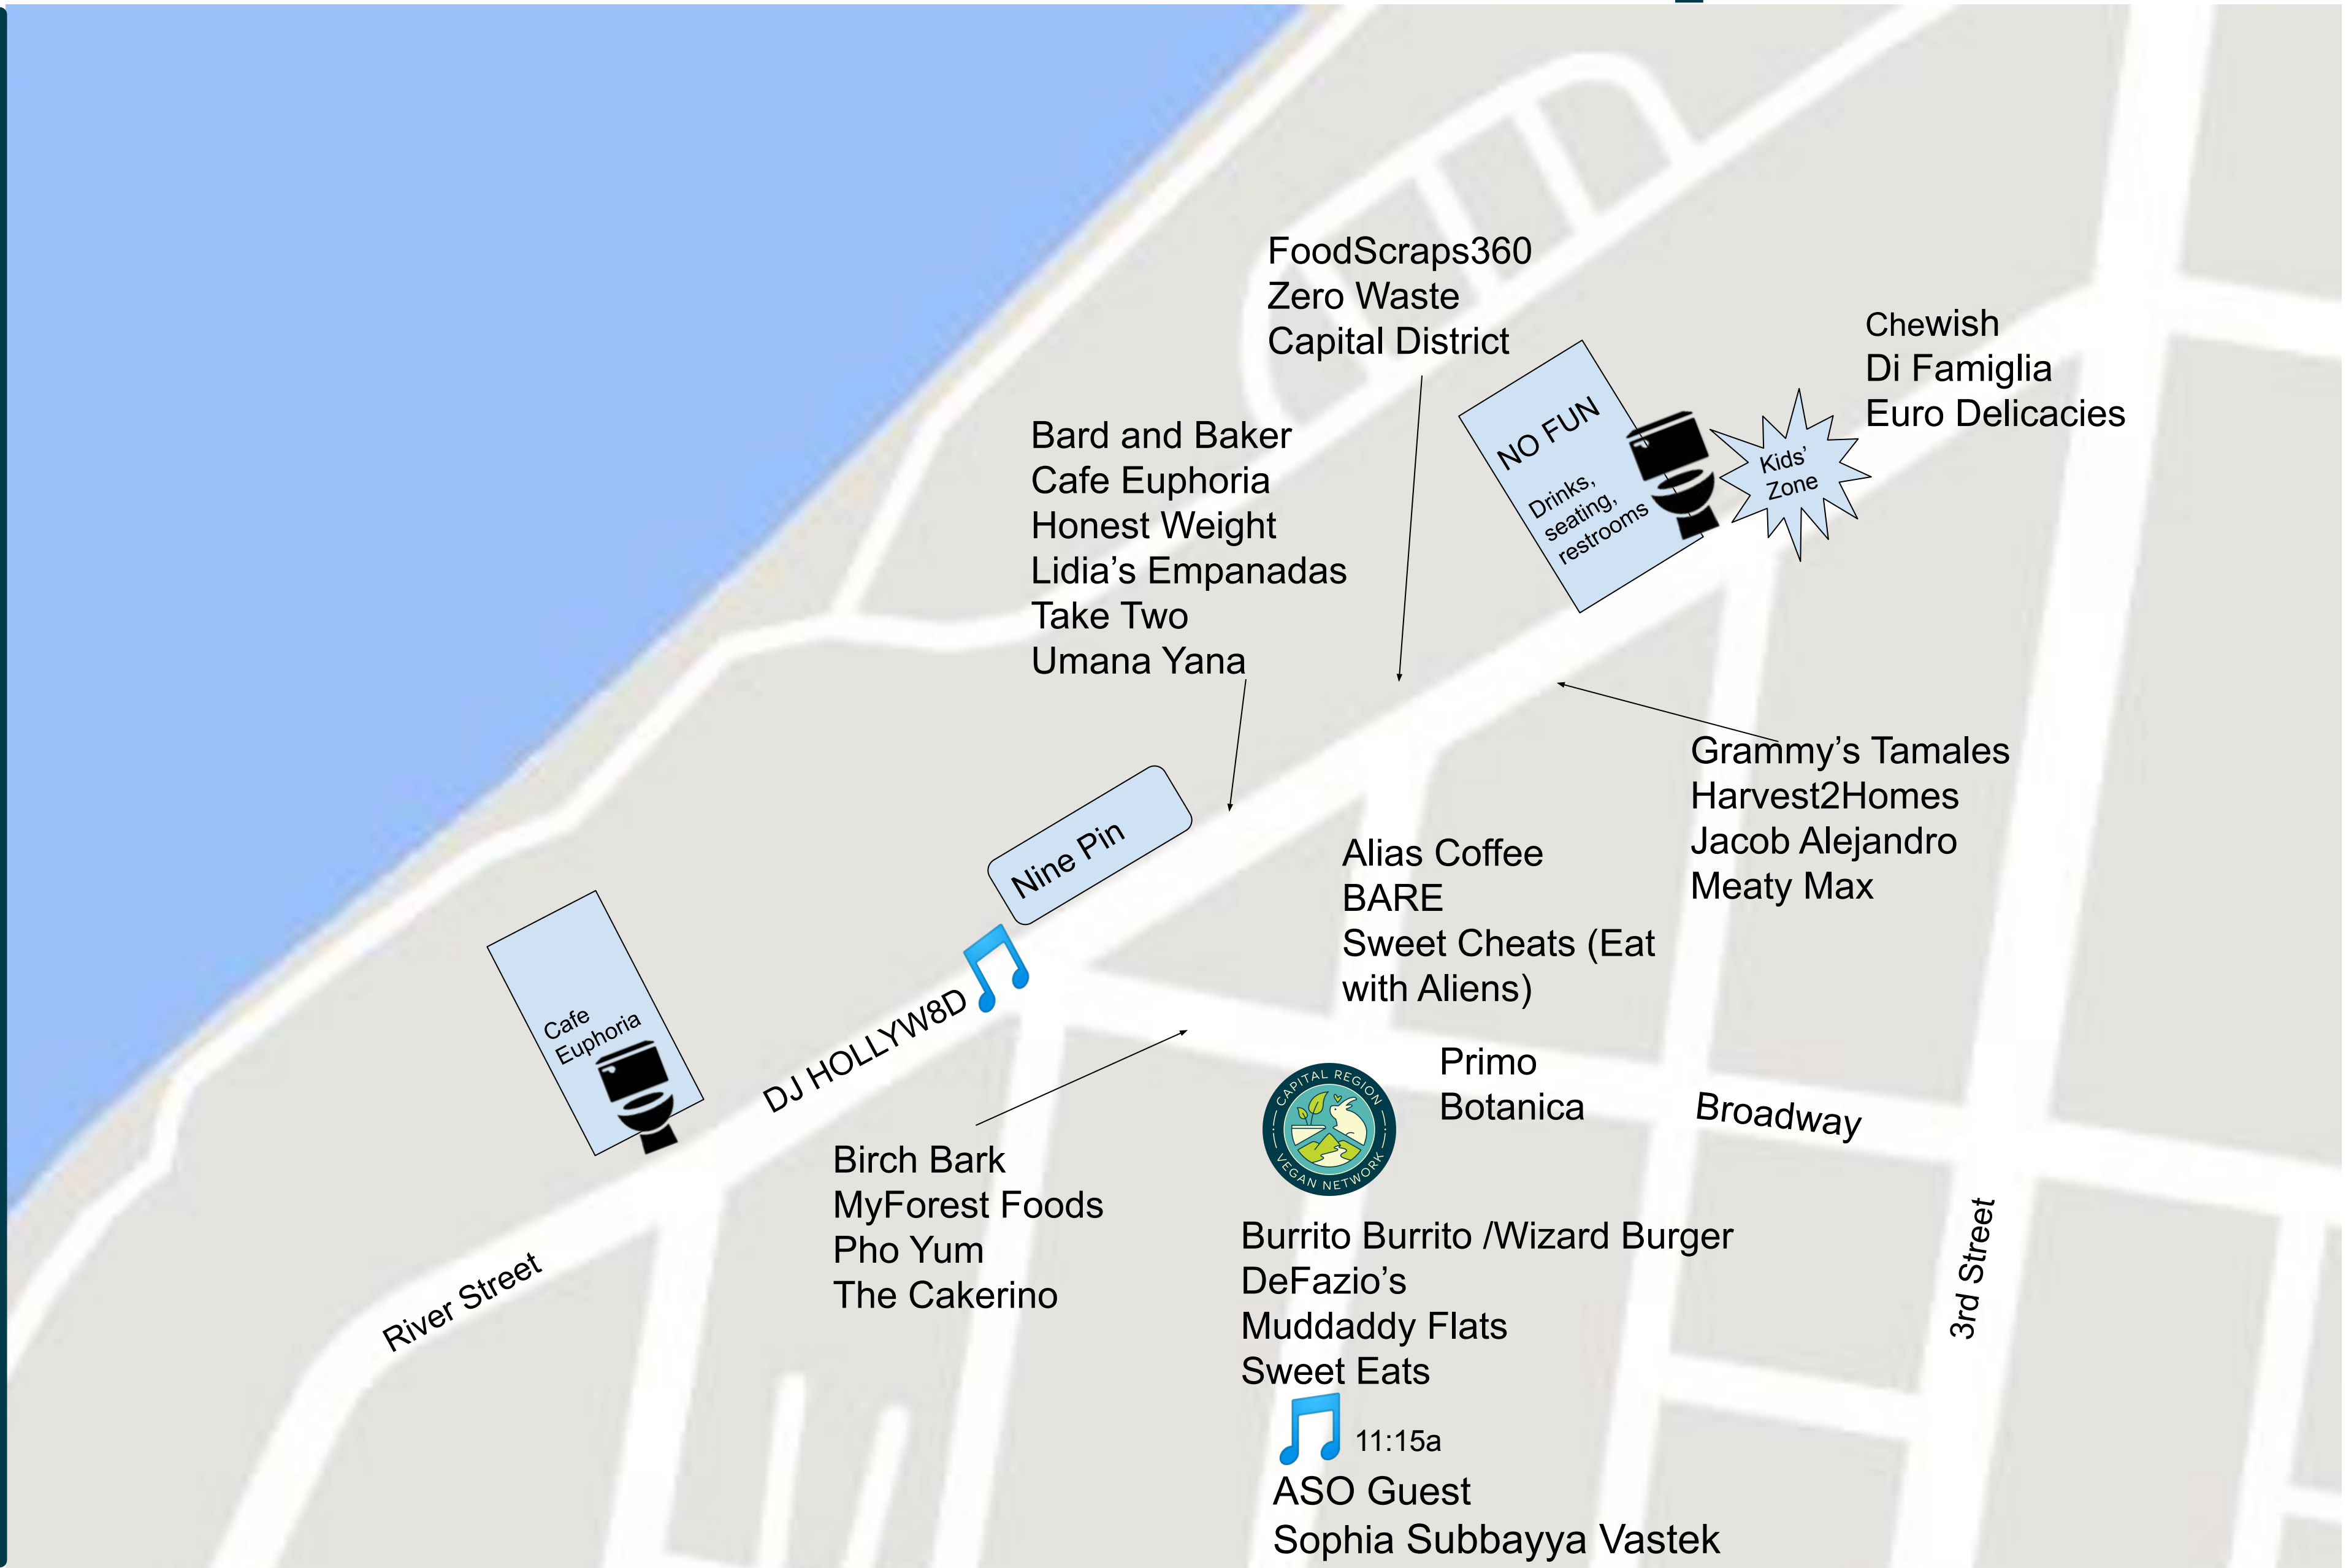 FoodScraps360
Zero Waste
Capital District
Chewish
Di Famiglia
Euro Delicacies
NO FUN
Drinks,
seating,
restrooms
Kids’
Zone
Bard and Baker
Cafe Euphoria
Honest Weight
Lidia’s Empanadas
Take Two
Umana Yana
Grammy’s Tamales
Harvest2Homes
Jacob Alejandro
Meaty Max
Nine Pin
Alias Coffee
BARE
Sweet Cheats (Eat
with Aliens)
DJ HOLLYW8D
Cafe
Euphoria
Primo
Botanica
Broadway
CAPITAL REGION
VEGAN NETWORK
Birch Bark
MyForest Foods
Pho Yum
The Cakerino
Burrito Burrito /Wizard Burger
DeFazio’s
Muddaddy Flats
Sweet Eats
River Street
3rd Street
11:15a
ASO Guest
Sophia Subbayya Vastek